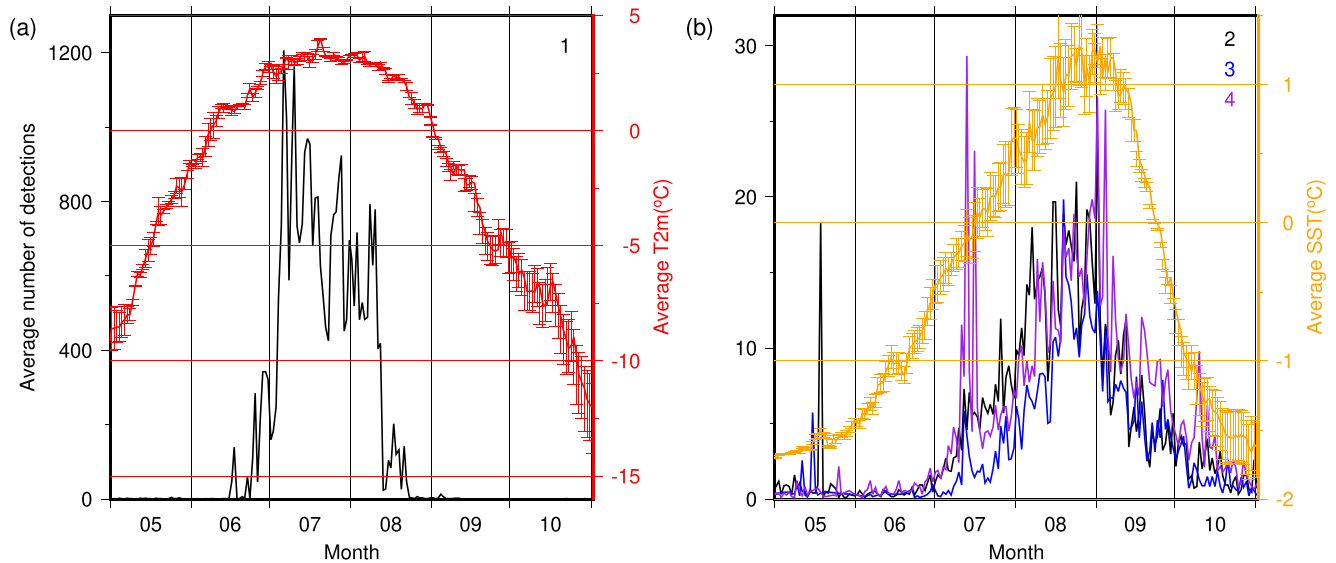 (a)
1
1200
800
400
0
Average number of detections
5
0
-5
-10
-15
Average T2m(ºC)
05 06 07 08 09 10
Month
(b)
2
3
4
30
20
10
0
1
0
-1
-2
Average SST(ºC)
05 06 07 08 09 10
Month